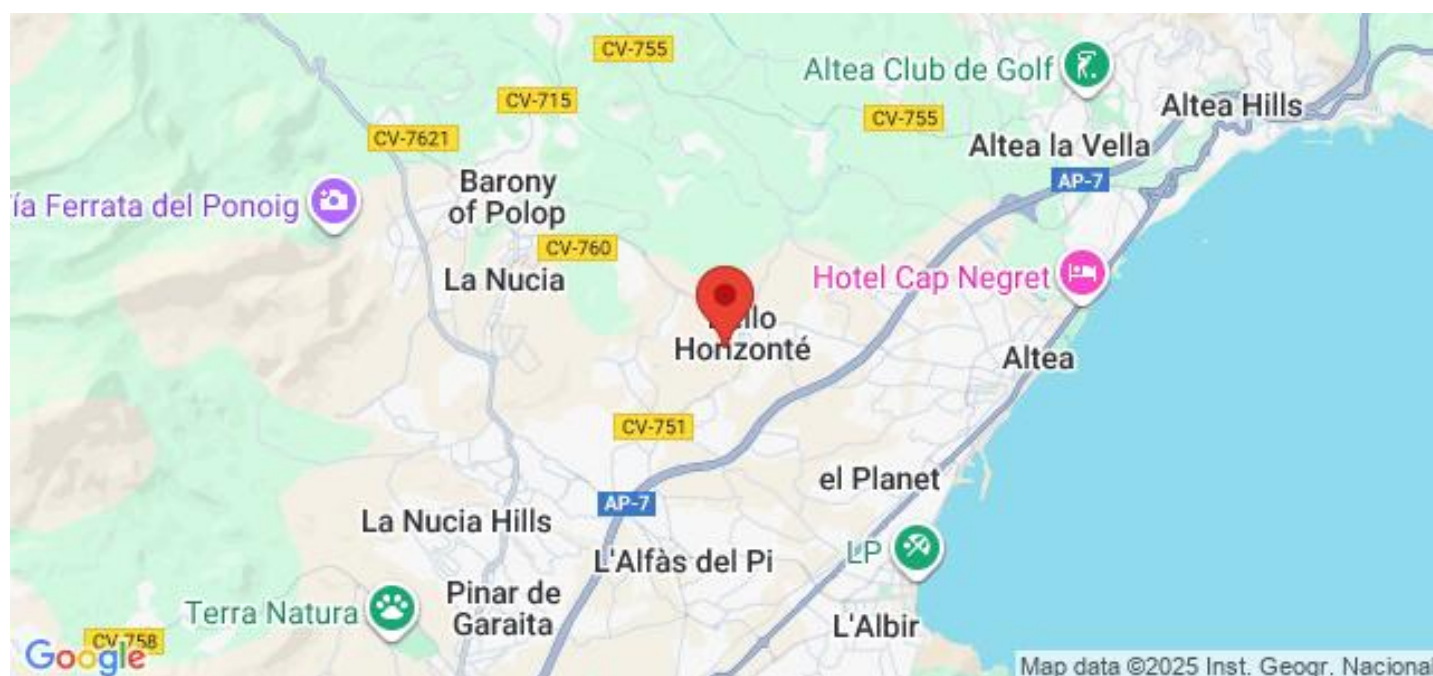 CV-755
Altea Club de Golf
CV-715
CV-755
Altea Hills
CV-7621
Altea la Vella
AP-7
Barony
of Polop
ía Ferrata del Ponoig
CV-760
La Nucia
Hotel Cap Negret
Horizonté
Altea
CV-751
el Planet
AP-7
La Nucia Hills
L'Alfàs del Pi
LP
Pinar de
Garaita
Terra Natura
L'Albir
CV-758
Google
Map data ©2025 Inst. Geogr. Nacional